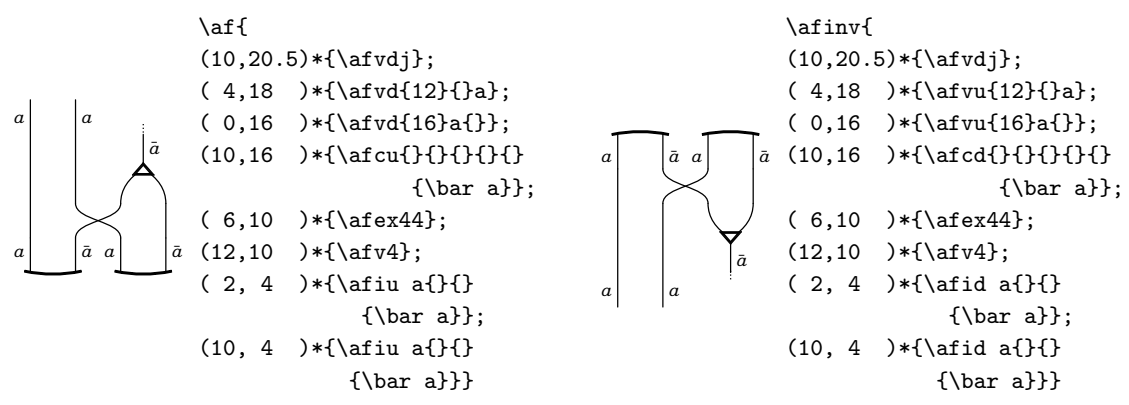 a a ā a ā a ā
\af{
(10,20.5)*{\afvdj};
( 4,18  )*{\afvd{12}{}a};
( 0,16  )*{\afvd{16}a{}};
(10,16  )*{\afcu{}{}{}{}{}
{\bar a}};
( 6,10  )*{\afex44};
(12,10  )*{\afv4};
( 2, 4  )*{\afiu a{}{}
{\bar a}};
(10, 4  )*{\afiu a{}{}
{\bar a}}}
a ā a ā ā a a
\afinv{
(10,20.5)*{\afvdj};
( 4,18  )*{\afvu{12}{}a};
( 0,16  )*{\afvu{16}a{}};
(10,16  )*{\afcd{}{}{}{}{}
{\bar a}};
( 6,10  )*{\afex44};
(12,10  )*{\afv4};
( 2, 4  )*{\afid a{}{}
{\bar a}};
(10, 4  )*{\afid a{}{}
{\bar a}}}